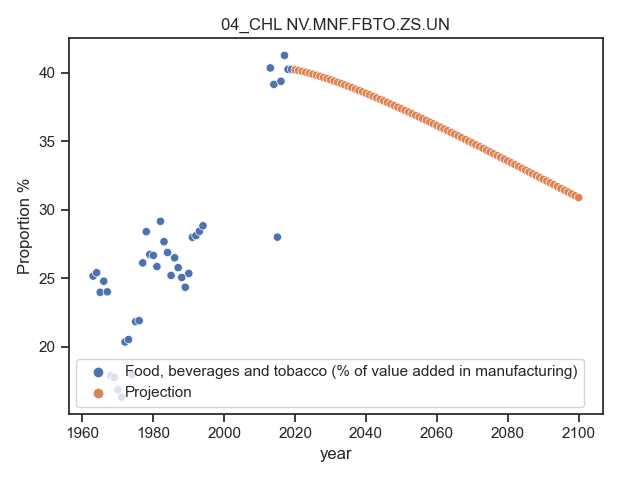 04_CHL NV.MNF.FBTO.ZS.UN
Proportion %
40
35
30
25
20
Food, beverages and tobacco (% of value added in manufacturing)
Projection
1960 1980 2000 2020 2040 2060 2080 2100
year